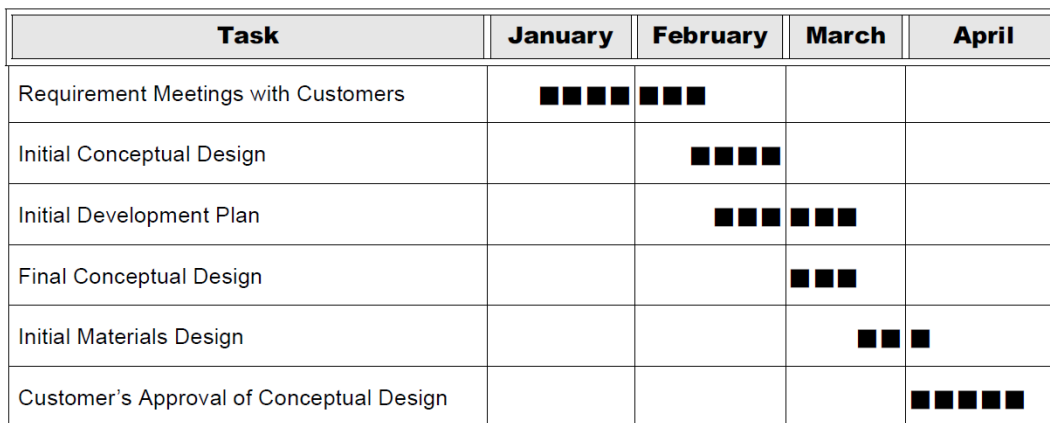 Task January February March April
Requirement Meetings with Customers
Initial Conceptual Design
Initial Development Plan
Final Conceptual Design
Initial Materials Design
Customer’s Approval of Conceptual Design